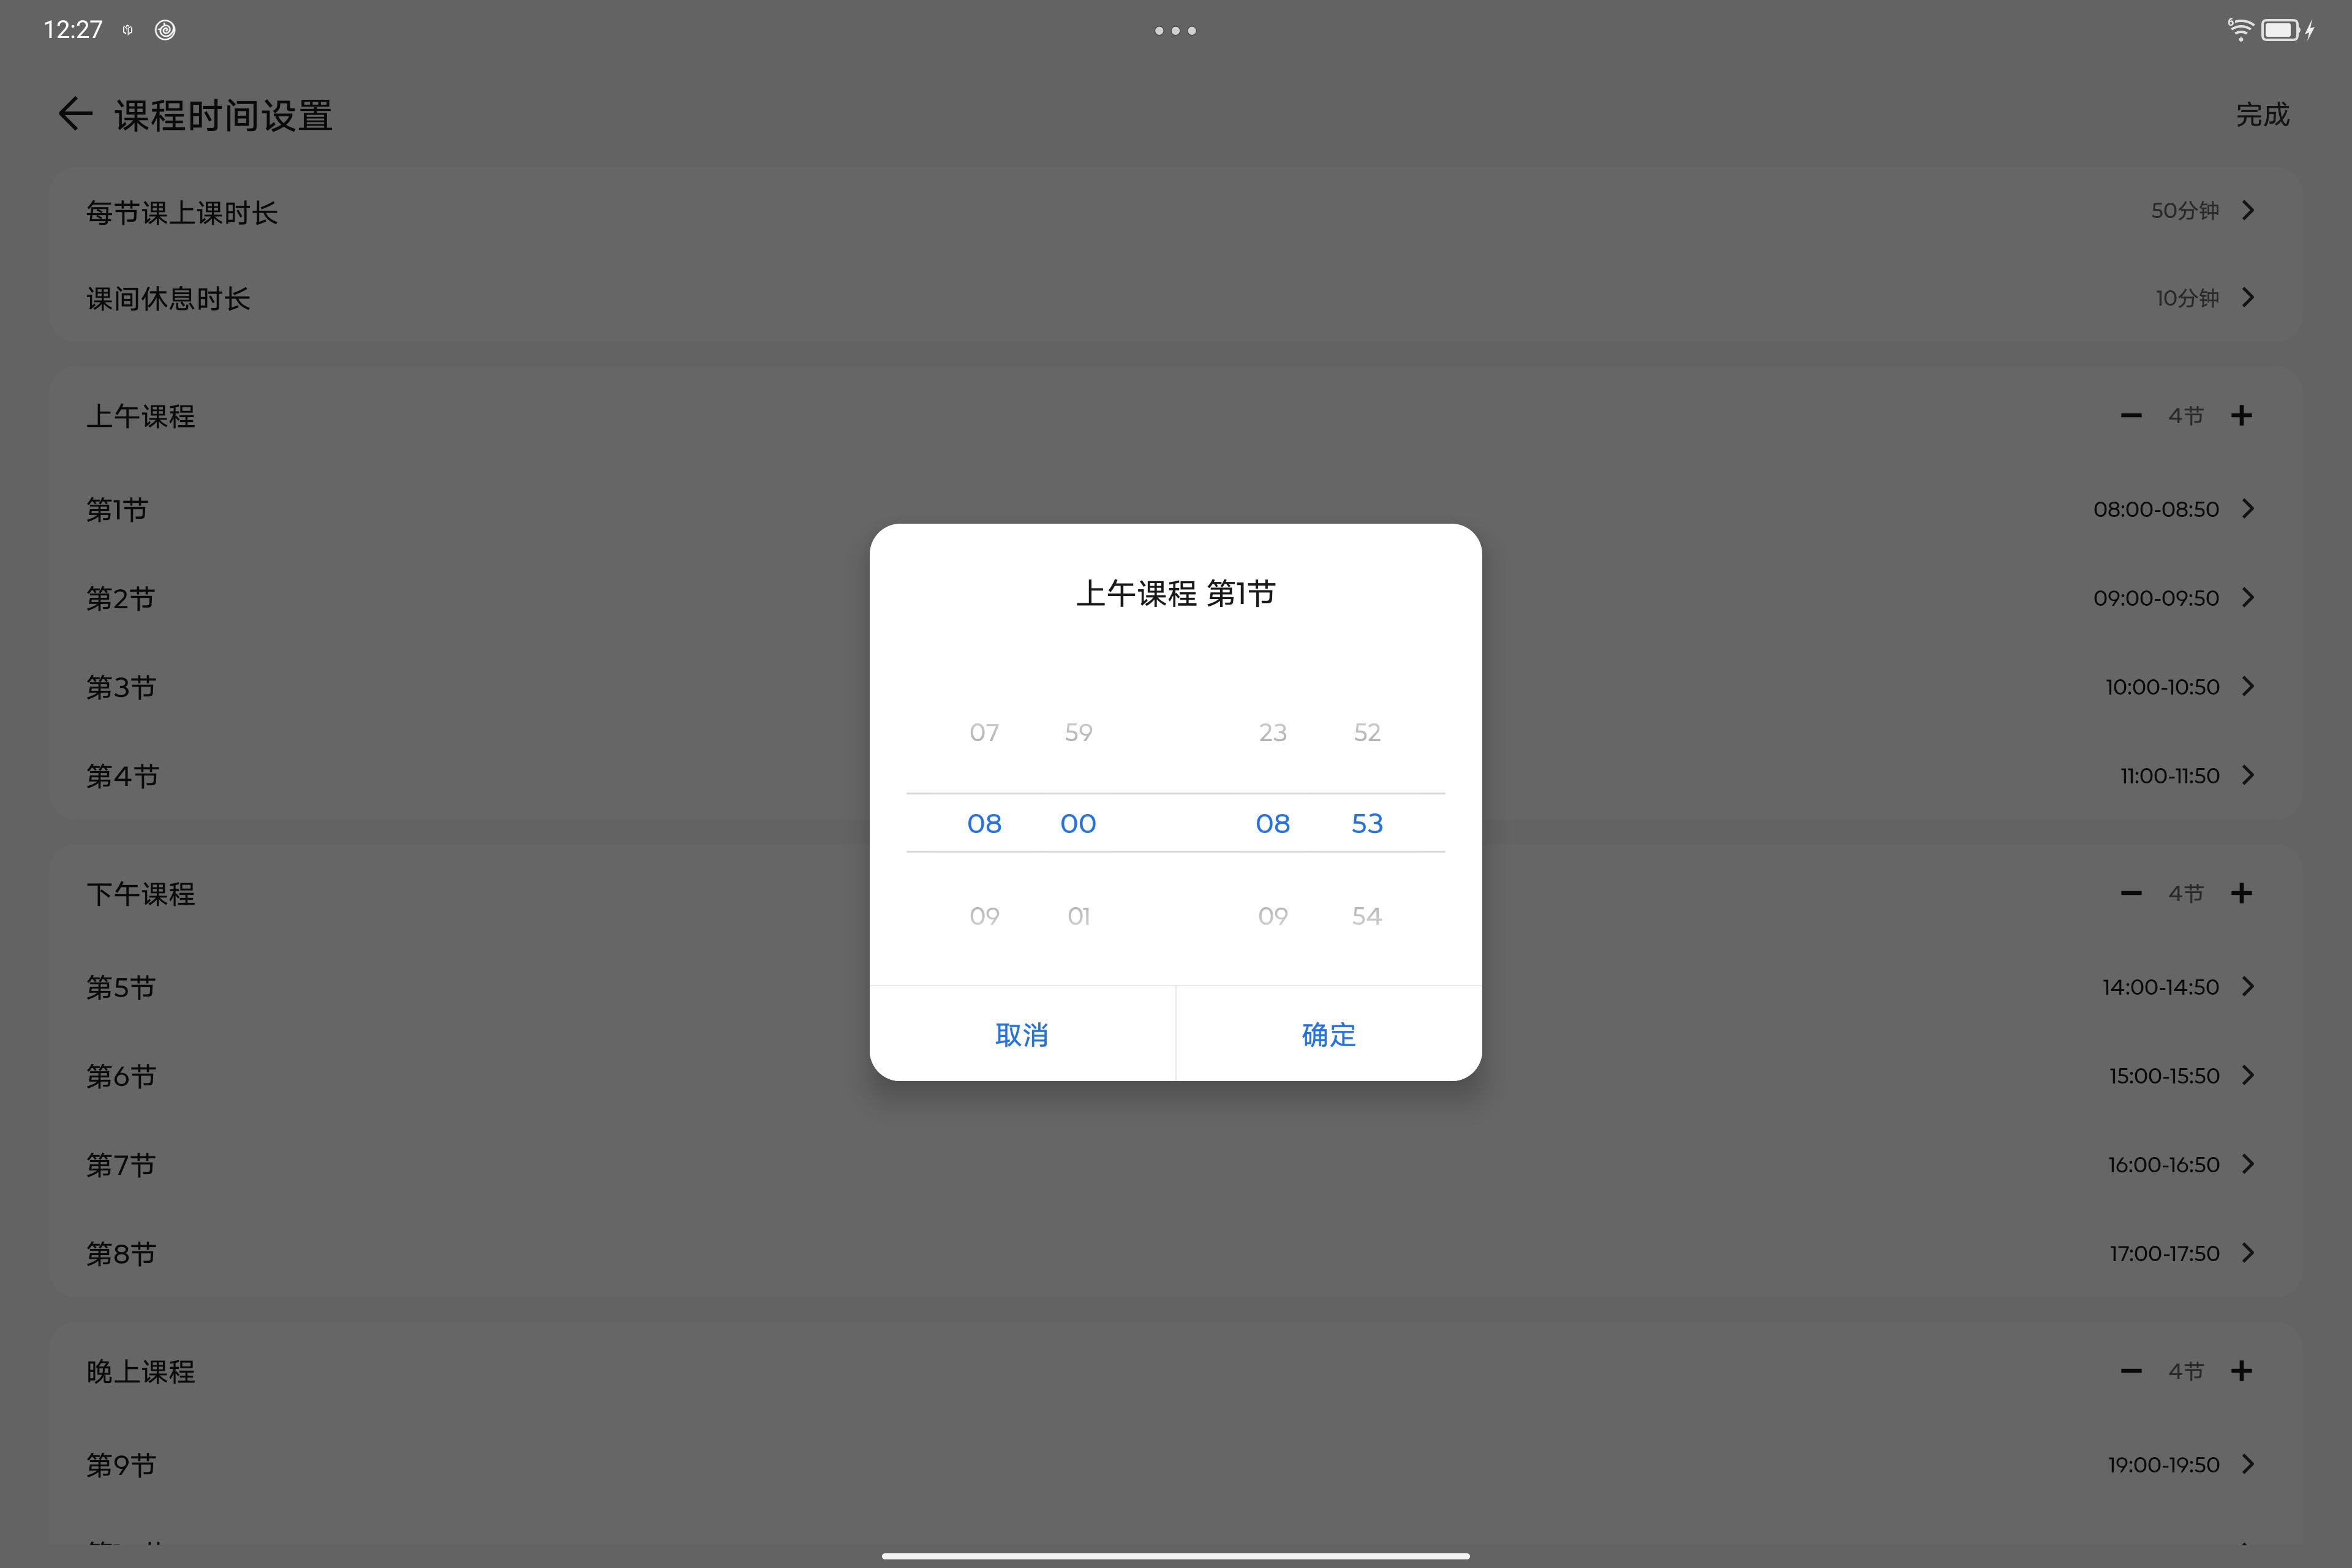 12:27
课程时间设置
完成
每节课上课时长
50分钟
课间休息时长
10分钟
上午课程
4节
第1节
08:00-08:50
第2节
09:00-09:50
第3节
10:00-10:50
第4节
11:00-11:50
上午课程 第1节
07 59 23 52
08 00 08 53
09 01 09 54
取消
确定
下午课程
4节
第5节
14:00-14:50
第6节
15:00-15:50
第7节
16:00-16:50
第8节
17:00-17:50
晚上课程
4节
第9节
19:00-19:50